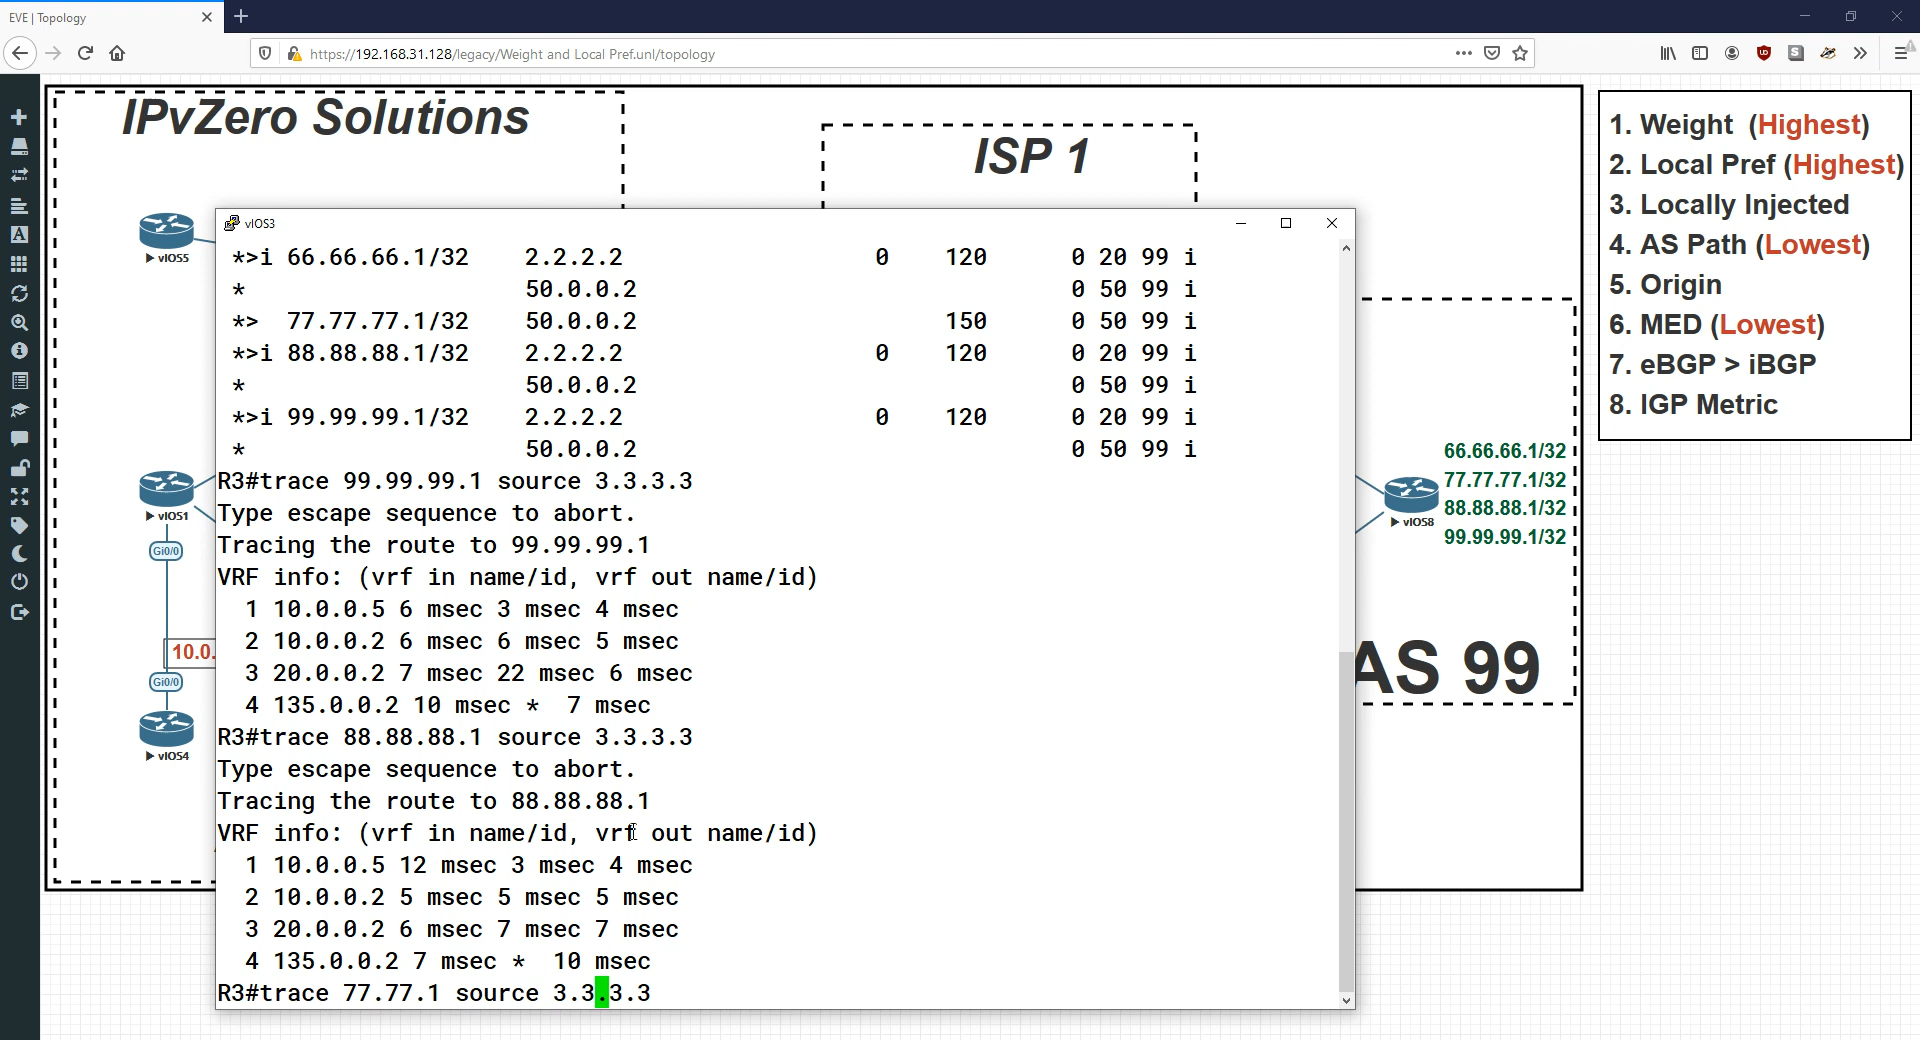 EVE | Topology
https://192.168.31.128/legacy/Weight and Local Pref.unl/topology
IPvZero Solutions
ISP 1
1. Weight (Highest)
2. Local Pref (Highest)
3. Locally Injected
4. AS Path (Lowest)
5. Origin
6. MED (Lowest)
7. eBGP > iBGP
8. IGP Metric
vIOS5
vIOS1
Gi0/0
10.0.
Gi0/0
vIOS4
vIOS3
*>i 66.66.66.1/32 2.2.2.2 0 120 0 20 99 i
* 50.0.0.2 0 50 99 i
*> 77.77.77.1/32 50.0.0.2 150 0 50 99 i
*>i 88.88.88.1/32 2.2.2.2 0 120 0 20 99 i
* 50.0.0.2 0 50 99 i
*>i 99.99.99.1/32 2.2.2.2 0 120 0 20 99 i
* 50.0.0.2 0 50 99 i
R3#trace 99.99.99.1 source 3.3.3.3
Type escape sequence to abort.
Tracing the route to 99.99.99.1
VRF info: (vrf in name/id, vrf out name/id)
1 10.0.0.5 6 msec 3 msec 4 msec
2 10.0.0.2 6 msec 6 msec 5 msec
3 20.0.0.2 7 msec 22 msec 6 msec
4 135.0.0.2 10 msec * 7 msec
R3#trace 88.88.88.1 source 3.3.3.3
Type escape sequence to abort.
Tracing the route to 88.88.88.1
VRF info: (vrf in name/id, vrf out name/id)
1 10.0.0.5 12 msec 3 msec 4 msec
2 10.0.0.2 5 msec 5 msec 5 msec
3 20.0.0.2 6 msec 7 msec 7 msec
4 135.0.0.2 7 msec * 10 msec
R3#trace 77.77.1 source 3.3.3.3
66.66.66.1/32
77.77.77.1/32
88.88.88.1/32
99.99.99.1/32
vIOS8
AS 99